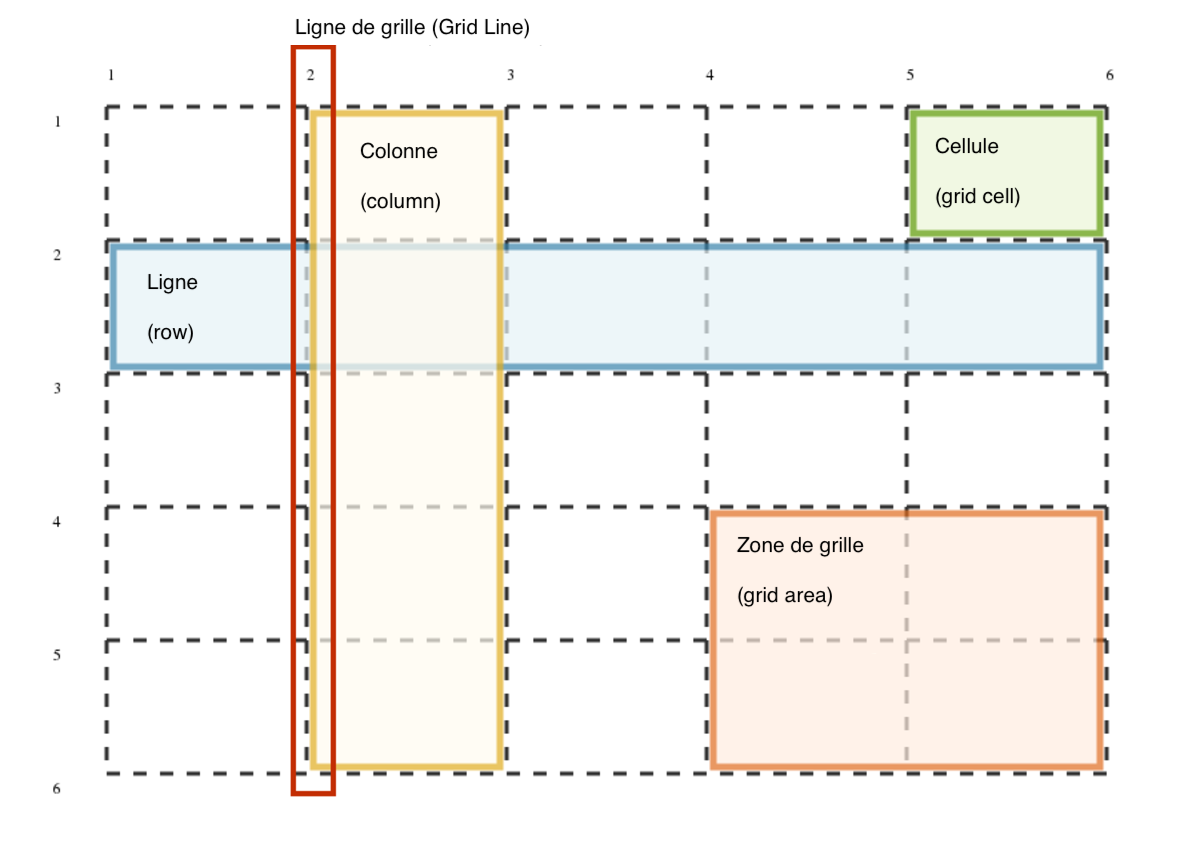 Ligne de grille (Grid Line)
1 2 3 4 5 6
1
Colonne
(column)
Cellule
(grid cell)
2
Ligne
(row)
3
4
Zone de grille
(grid area)
5
6